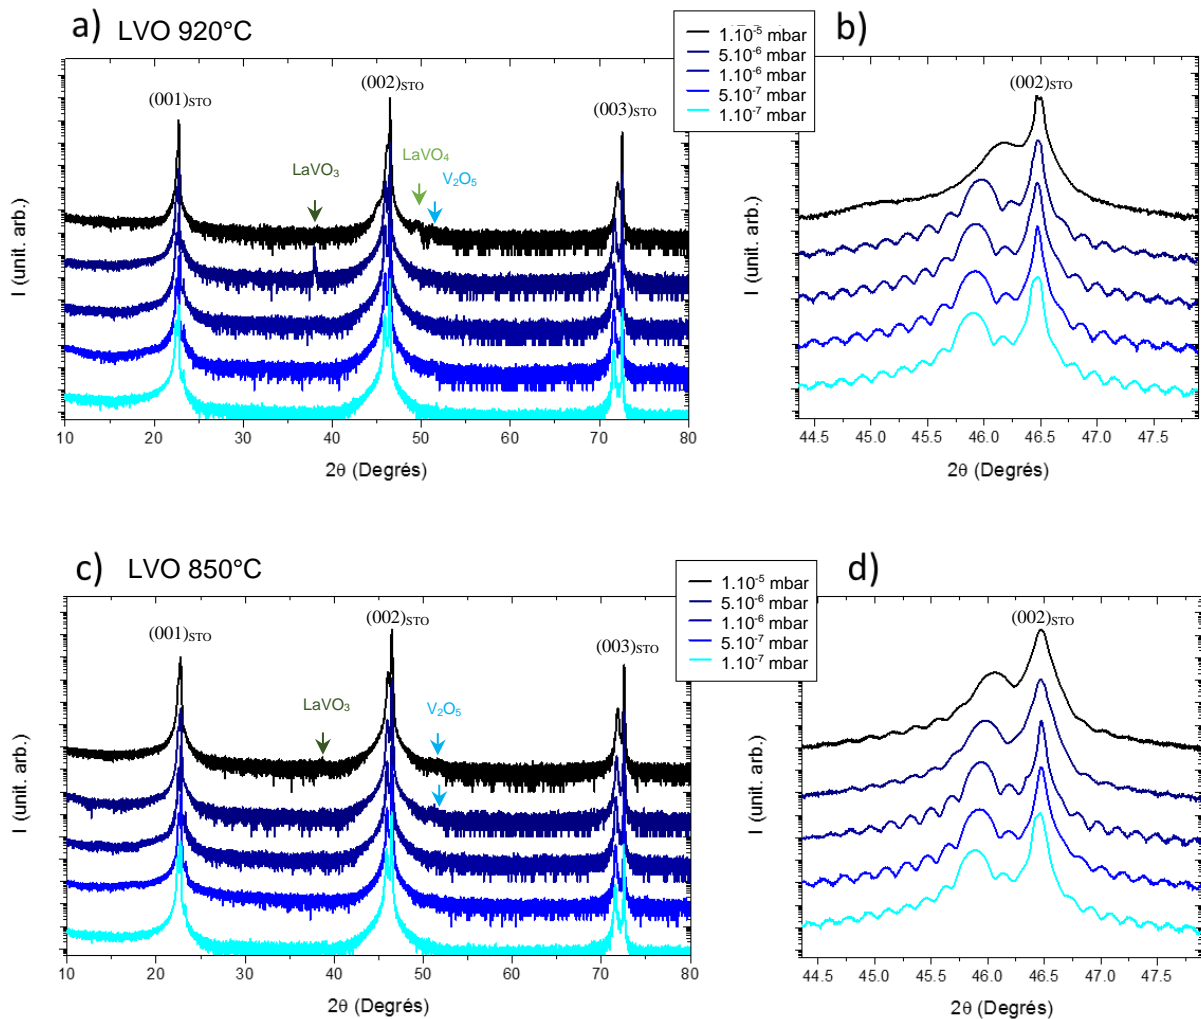 a) LVO 920°C
b)
1.10-5 mbar
5.10-6 mbar
1.10-6 mbar
5.10-7 mbar
1.10-7 mbar
(001)STO
(002)STO
(003)STO
LaVO3
LaVO4
V2O5
(002)STO
I (unit. arb.)
10 20 30 40 50 60 70 80
2θ (Degrés)
I (unit. arb.)
44.5 45.0 45.5 46.0 46.5 47.0 47.5
2θ (Degrés)
c) LVO 850°C
d)
1.10-5 mbar
5.10-6 mbar
1.10-6 mbar
5.10-7 mbar
1.10-7 mbar
(001)STO
(002)STO
(003)STO
LaVO3
V2O5
(002)STO
I (unit. arb.)
10 20 30 40 50 60 70 80
2θ (Degrés)
I (unit. arb.)
44.5 45.0 45.5 46.0 46.5 47.0 47.5
2θ (Degrés)